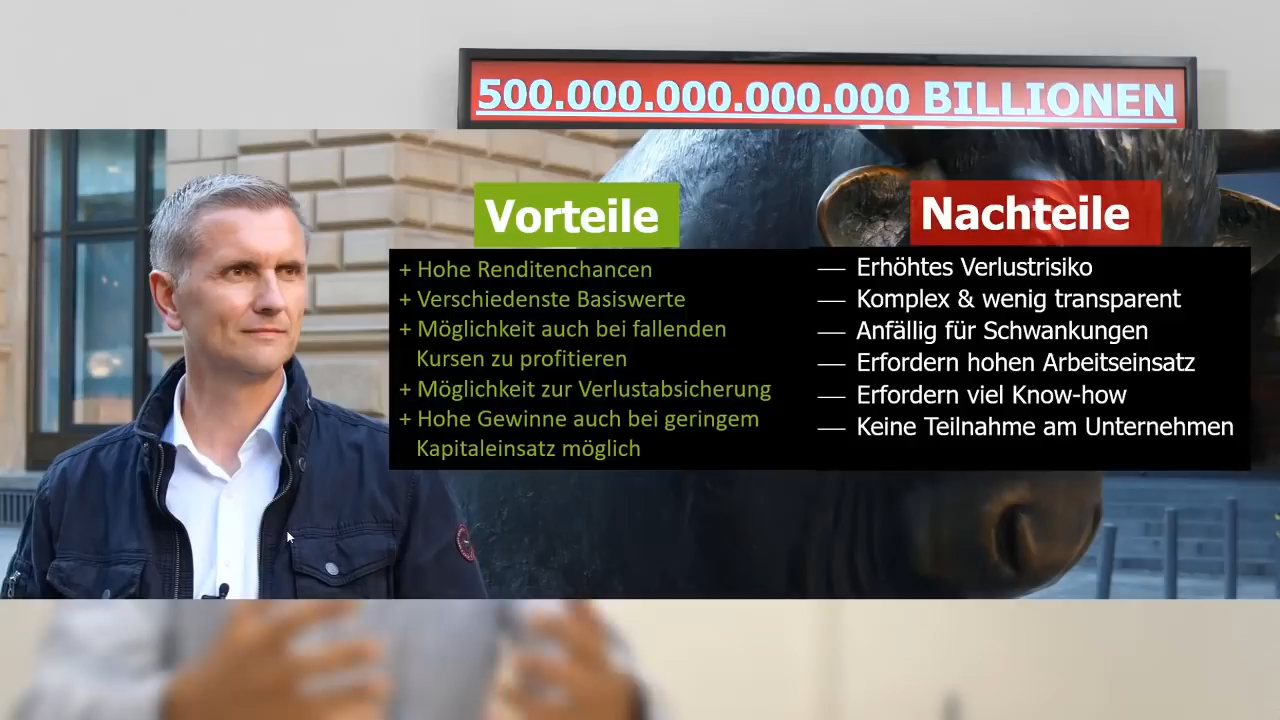 500.000.000.000.000 BILLIONEN
Vorteile
+ Hohe Renditenchancen
+ Verschiedenste Basiswerte
+ Möglichkeit auch bei fallenden
Kursen zu profitieren
+ Möglichkeit zur Verlustabsicherung
+ Hohe Gewinne auch bei geringem
Kapitaleinsatz möglich
Nachteile
— Erhöhtes Verlustrisiko
— Komplex & wenig transparent
— Anfällig für Schwankungen
— Erfordern hohen Arbeitseinsatz
— Erfordern viel Know-how
— Keine Teilnahme am Unternehmen